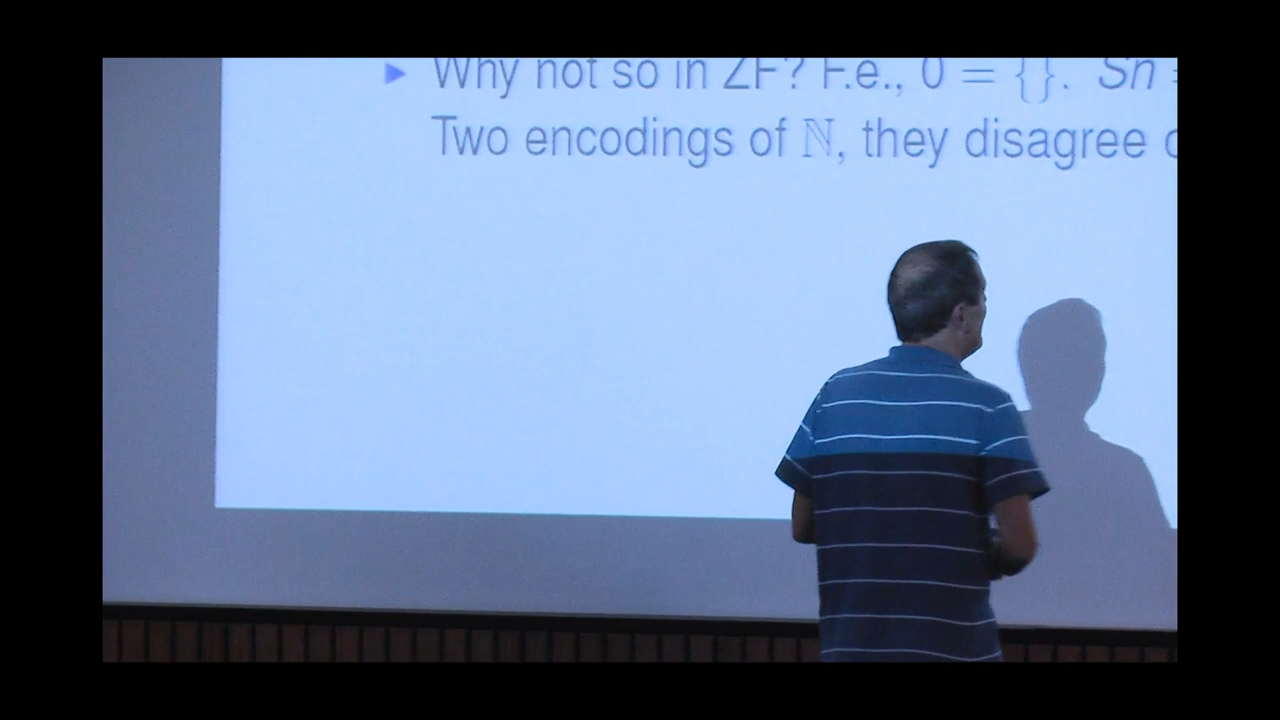 Why not so in ZF? F.e., 0 = {}. Sn =
Two encodings of ℕ, they disagree